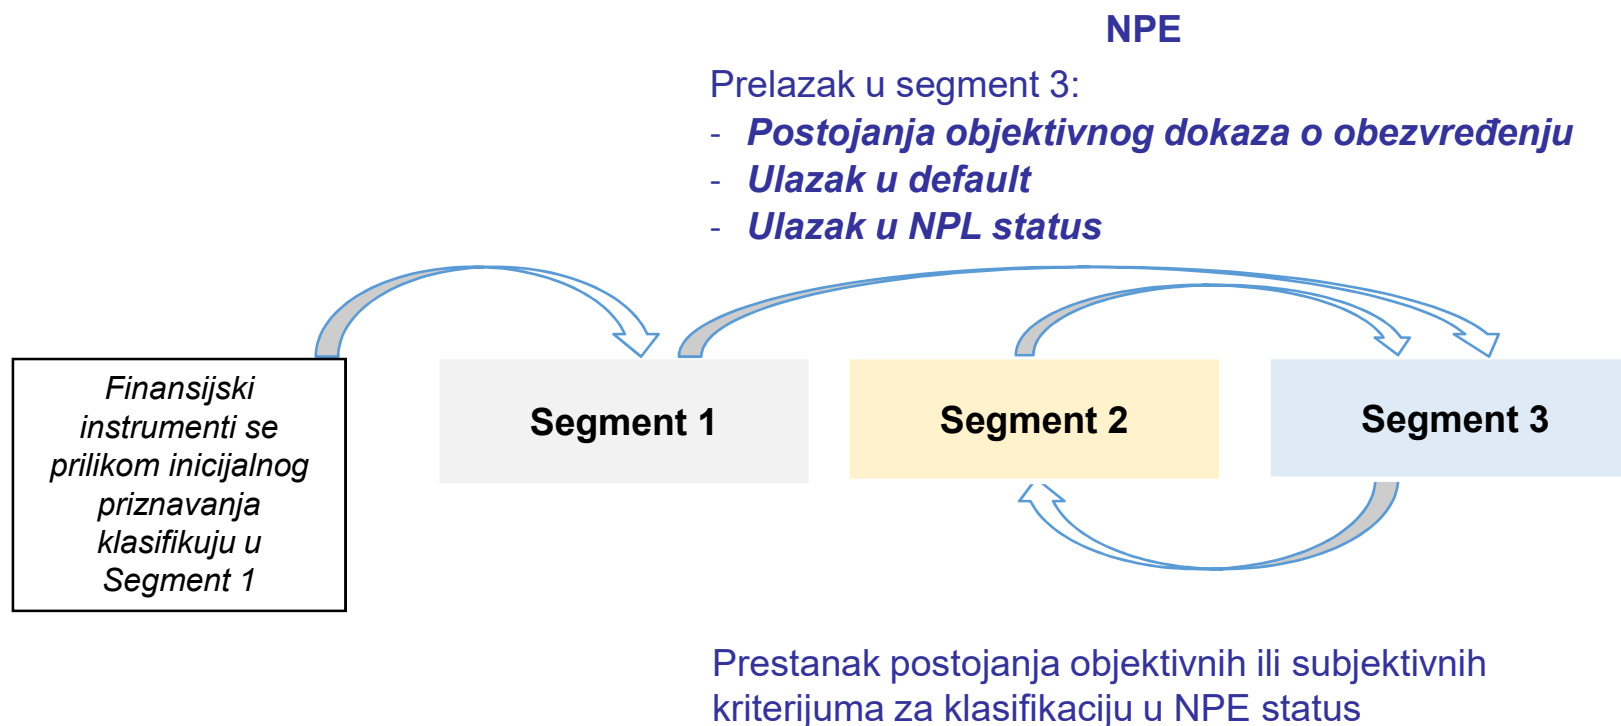 NPE
Prelazak u segment 3:
- Postojanja objektivnog dokaza o obezvređenju
- Ulazak u default
- Ulazak u NPL status
Finansijski
instrumenti se
prilikom inicijalnog
priznavanja
klasifikuju u
Segment 1
Segment 1
Segment 2
Segment 3
Prestanak postojanja objektivnih ili subjektivnih
kriterijuma za klasifikaciju u NPE status